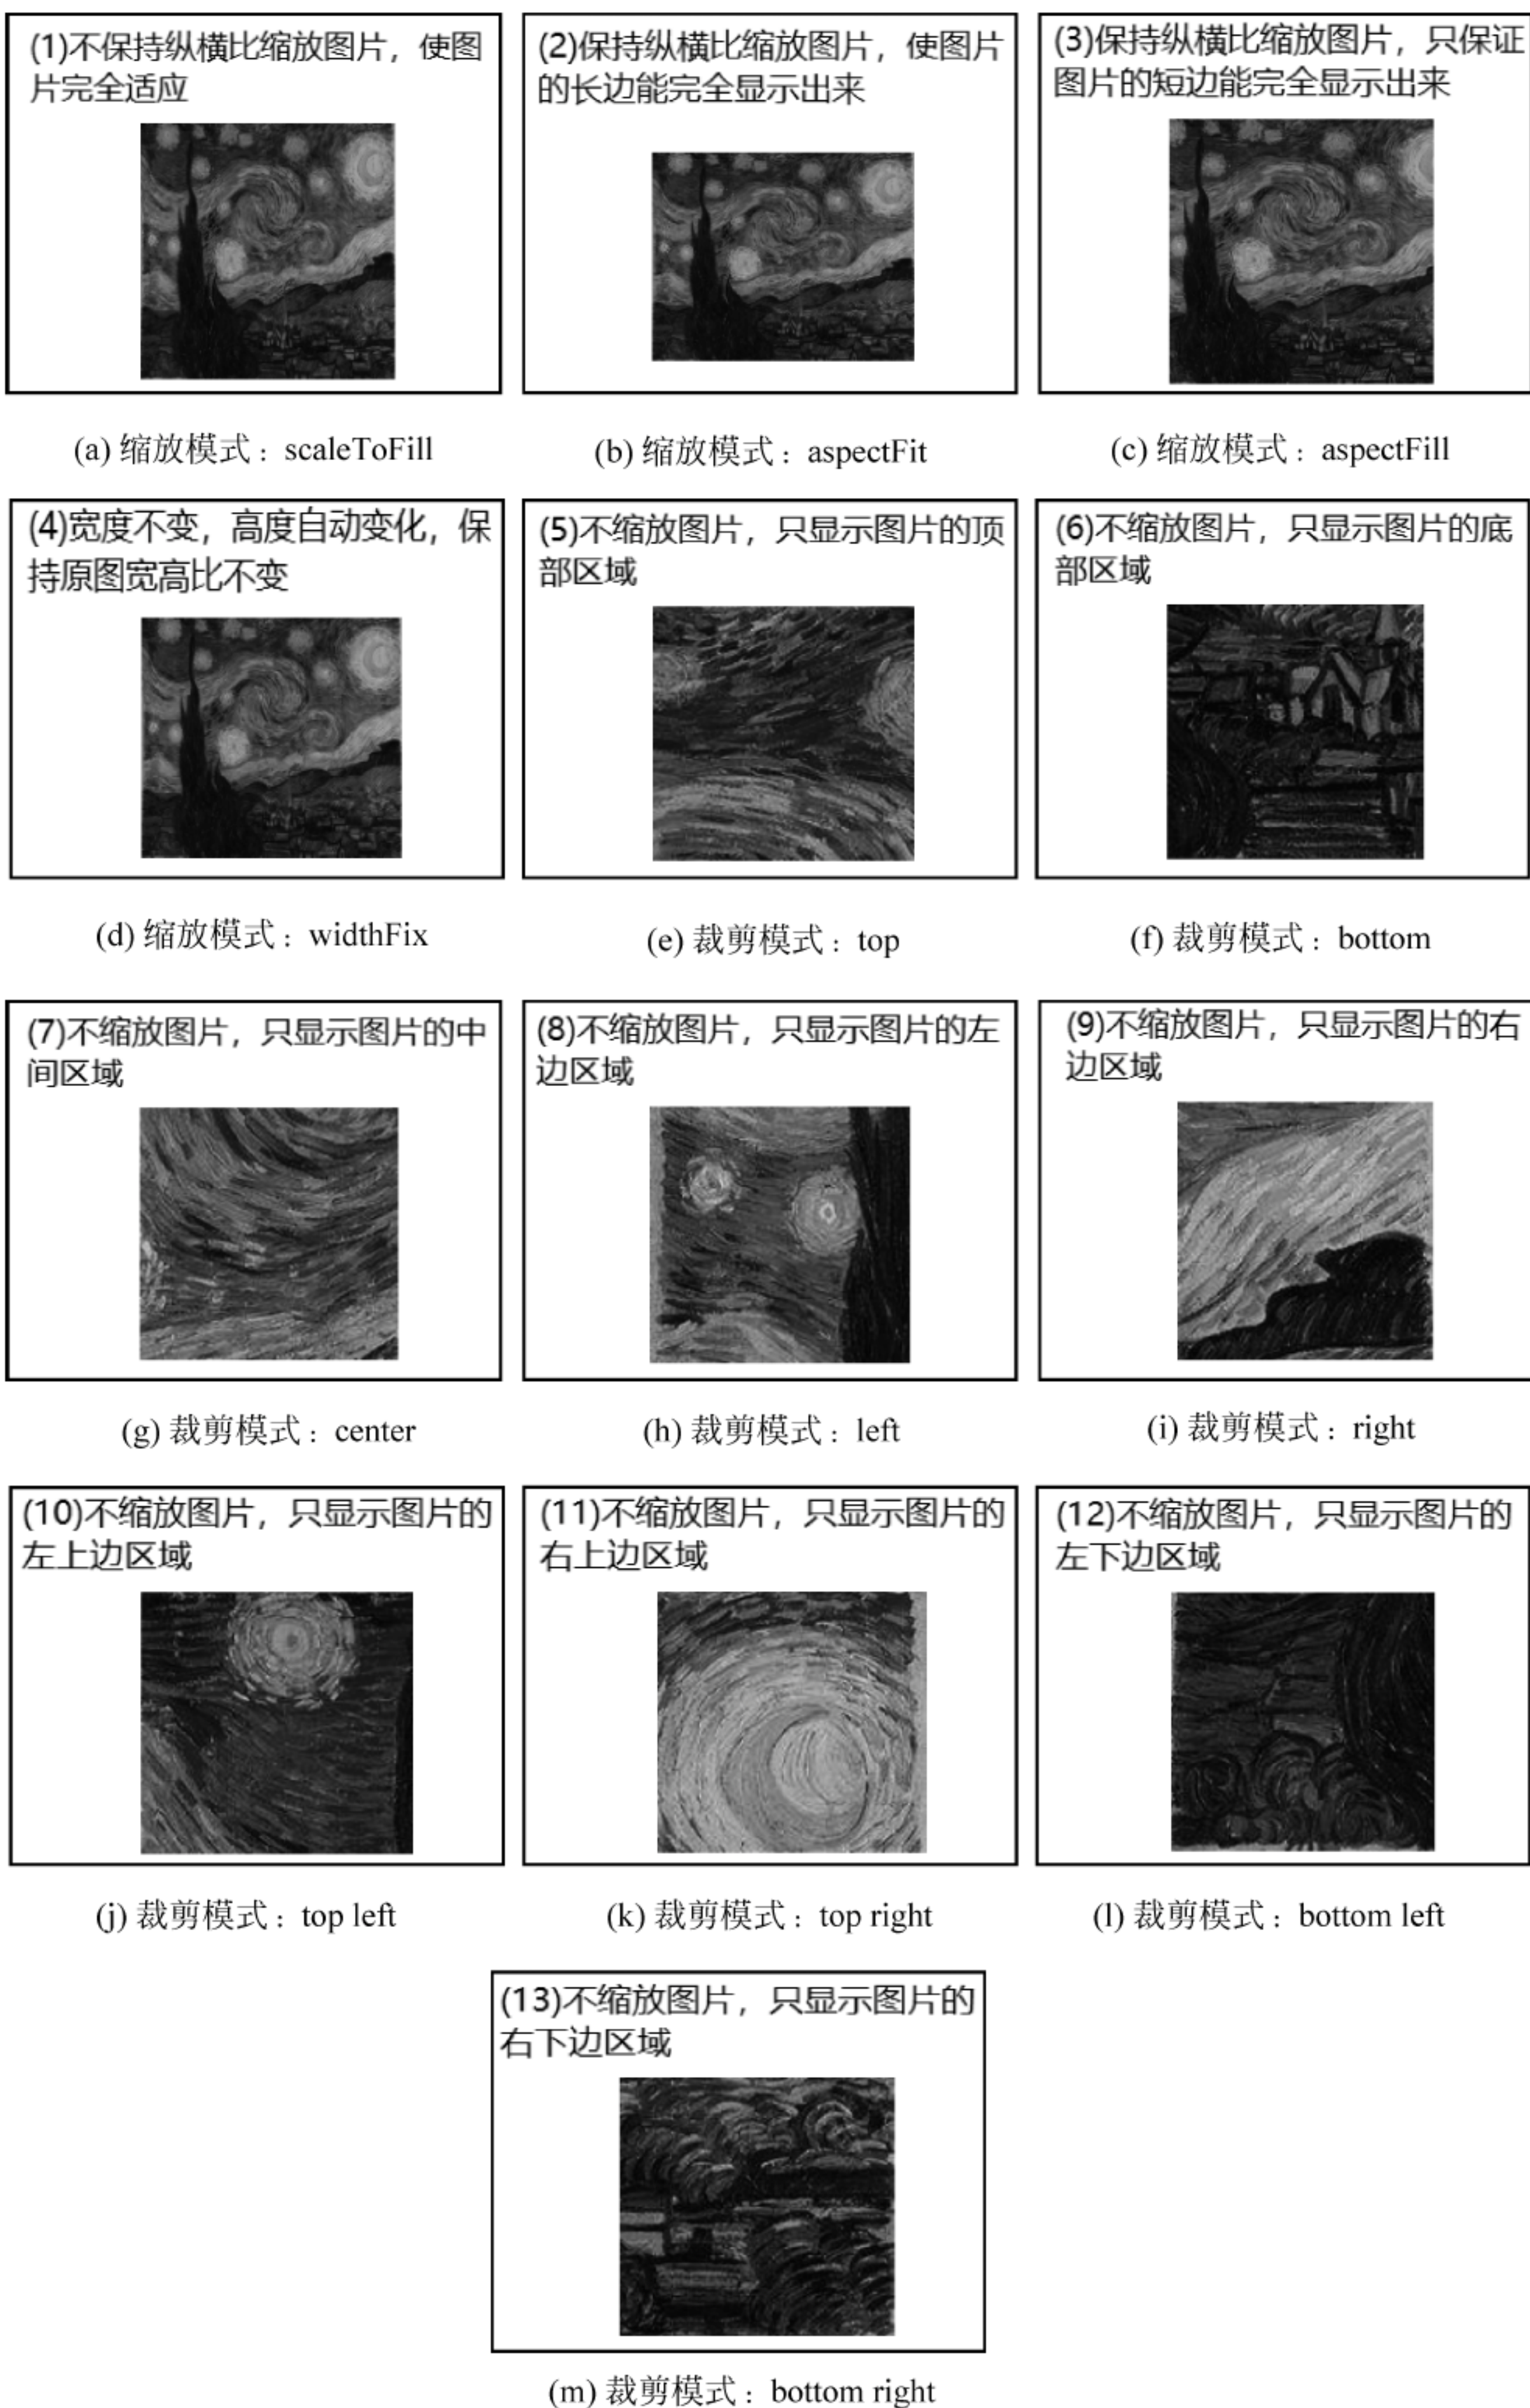 (1)不保持纵横比缩放图片，使图
片完全适应
(2)保持纵横比缩放图片，使图片
的长边能完全显示出来
(3)保持纵横比缩放图片，只保证
图片的短边能完全显示出来
(a) 缩放模式：scaleToFill
(b) 缩放模式：aspectFit
(c) 缩放模式：aspectFill
(4)宽度不变，高度自动变化，保
持原图宽高比不变
(5)不缩放图片，只显示图片的顶
部区域
(6)不缩放图片，只显示图片的底
部区域
(d) 缩放模式：widthFix
(e) 裁剪模式：top
(f) 裁剪模式：bottom
(7)不缩放图片，只显示图片的中
间区域
(8)不缩放图片，只显示图片的左
边区域
(9)不缩放图片，只显示图片的右
边区域
(g) 裁剪模式：center
(h) 裁剪模式：left
(i) 裁剪模式：right
(10)不缩放图片，只显示图片的
左上边区域
(11)不缩放图片，只显示图片的
右上边区域
(12)不缩放图片，只显示图片的
左下边区域
(j) 裁剪模式：top left
(k) 裁剪模式：top right
(l) 裁剪模式：bottom left
(13)不缩放图片，只显示图片的
右下边区域
(m) 裁剪模式：bottom right